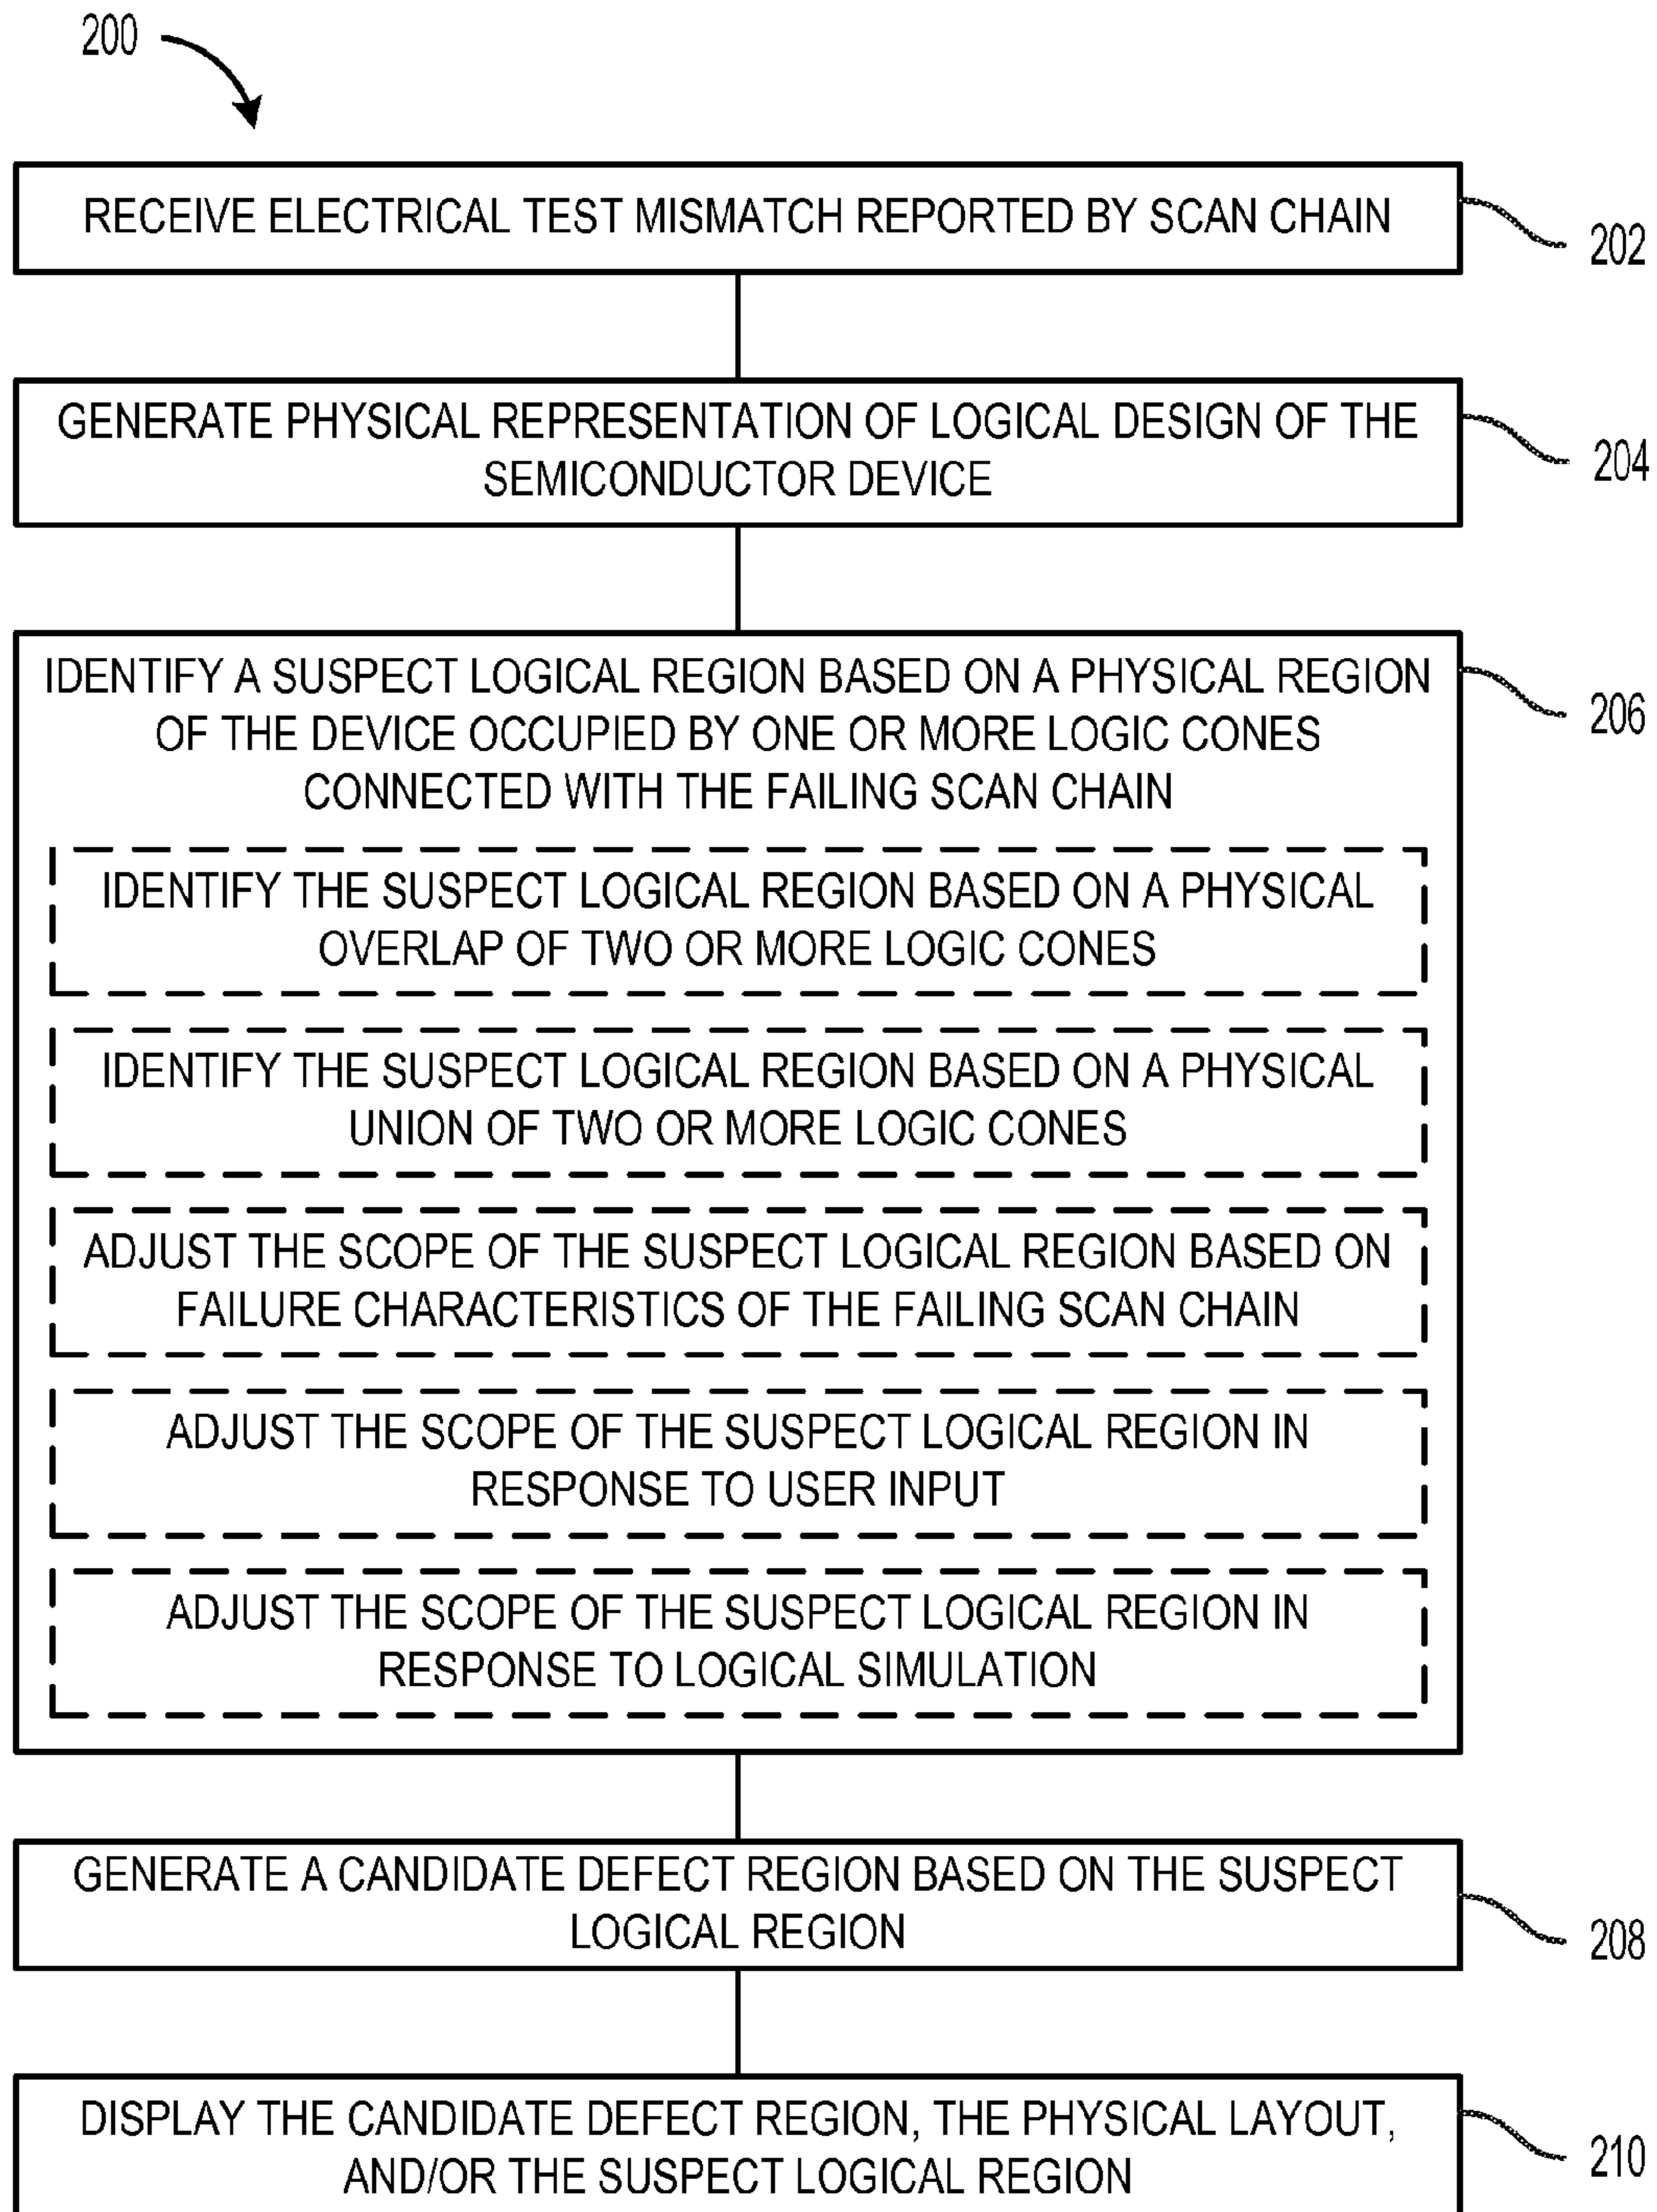 200
RECEIVE ELECTRICAL TEST MISMATCH REPORTED BY SCAN CHAIN
202
GENERATE PHYSICAL REPRESENTATION OF LOGICAL DESIGN OF THE
SEMICONDUCTOR DEVICE
204
IDENTIFY A SUSPECT LOGICAL REGION BASED ON A PHYSICAL REGION
OF THE DEVICE OCCUPIED BY ONE OR MORE LOGIC CONES
CONNECTED WITH THE FAILING SCAN CHAIN
206
IDENTIFY THE SUSPECT LOGICAL REGION BASED ON A PHYSICAL
OVERLAP OF TWO OR MORE LOGIC CONES
IDENTIFY THE SUSPECT LOGICAL REGION BASED ON A PHYSICAL
UNION OF TWO OR MORE LOGIC CONES
ADJUST THE SCOPE OF THE SUSPECT LOGICAL REGION BASED ON
FAILURE CHARACTERISTICS OF THE FAILING SCAN CHAIN
ADJUST THE SCOPE OF THE SUSPECT LOGICAL REGION IN
RESPONSE TO USER INPUT
ADJUST THE SCOPE OF THE SUSPECT LOGICAL REGION IN
RESPONSE TO LOGICAL SIMULATION
GENERATE A CANDIDATE DEFECT REGION BASED ON THE SUSPECT
LOGICAL REGION
208
DISPLAY THE CANDIDATE DEFECT REGION, THE PHYSICAL LAYOUT,
AND/OR THE SUSPECT LOGICAL REGION
210